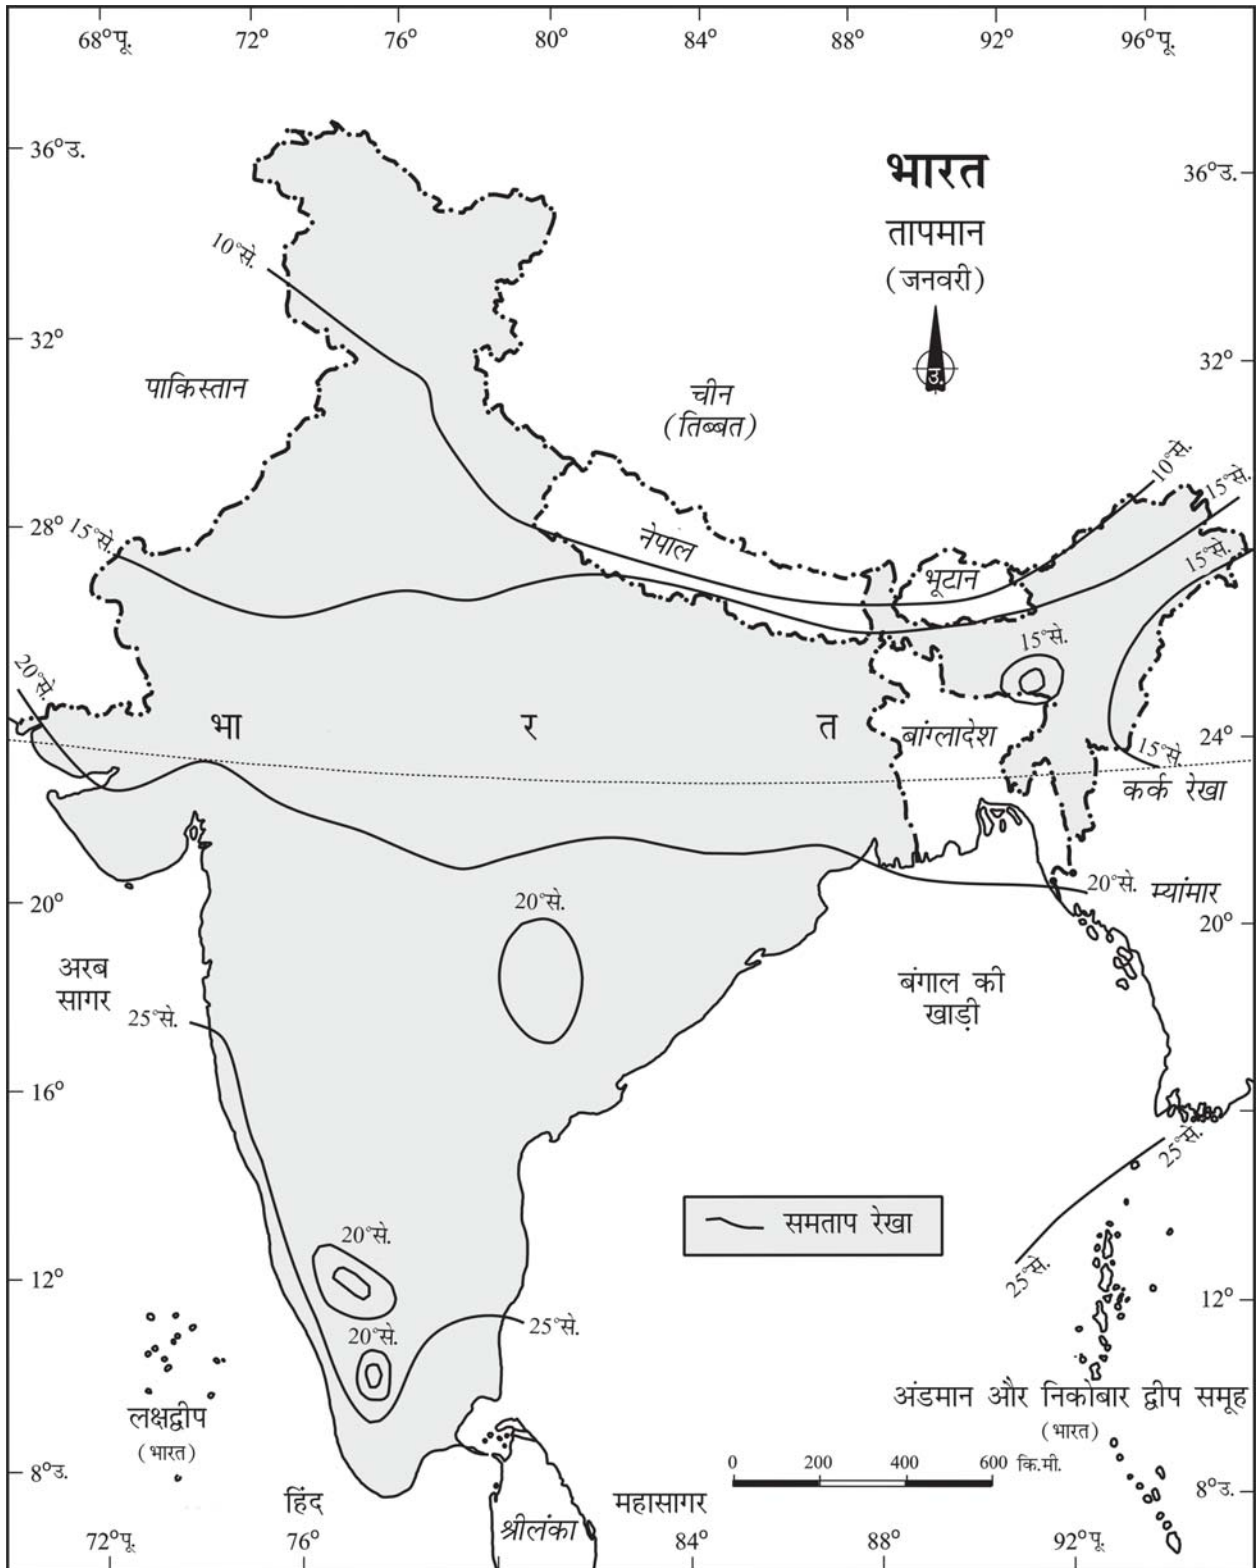 68°पू. 72° 76° 80° 84° 88° 92° 96°पू.
36°उ.
भारत
36°उ.
तापमान
(जनवरी)
10°से.
उ.
32°
32°
पाकिस्तान
चीन
(तिब्बत)
10°से.
15°से.
28°
15°से.
नेपाल
भूटान
15°से.
15°से.
20°से.
भा र त
बांग्लादेश
24°
15°से
कर्क रेखा
20°
20°से.
20°से.
म्यांमार
20°
अरब
सागर
बंगाल की
खाड़ी
25°से.
16°
25°से.
समताप रेखा
20°से.
25°से.
12°
12°
20°से.
25°से.
लक्षद्वीप
(भारत)
अंडमान और निकोबार द्वीप समूह
(भारत)
0 200 400 600 कि.मी.
8°उ.
8°उ.
हिंद
महासागर
श्रीलंका
72°पू. 76° 84° 88° 92°पू.